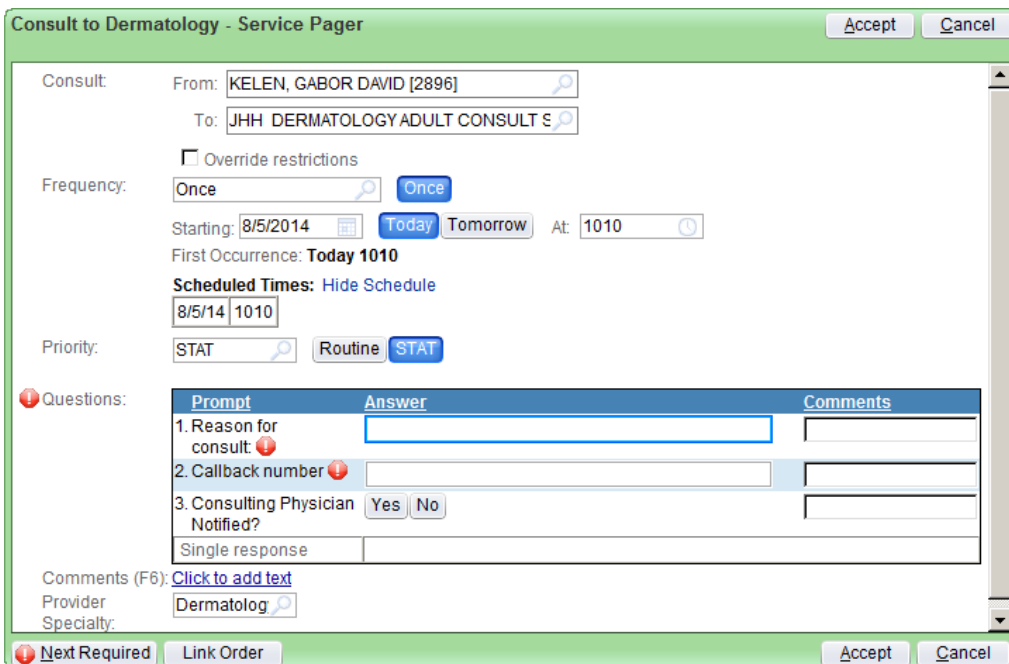 Consult to Dermatology - Service Pager Accept Cancel
Consult: From: KELEN, GABOR DAVID [2896]
To: JHH DERMATOLOGY ADULT CONSULT S
Override restrictions
Frequency: Once Once
Starting: 8/5/2014 Today Tomorrow At: 1010
First Occurrence: Today 1010
Scheduled Times: Hide Schedule
8/5/14 1010
Priority: STAT Routine STAT
Questions: Prompt Answer Comments
1. Reason for
consult:
2. Callback number
3. Consulting Physician Yes No
Notified?
Single response
Comments (F6): Click to add text
Provider Dermatolog
Specialty:
Next Required Link Order Accept Cancel